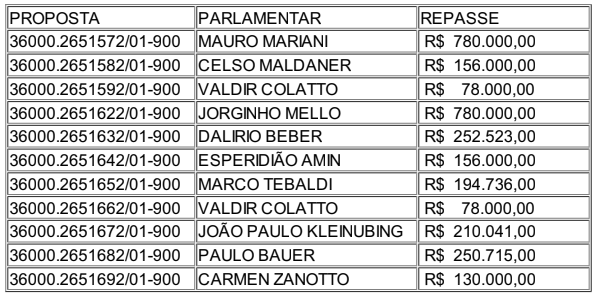 PROPOSTA PARLAMENTAR REPASSE
36000.2651572/01-900 MAURO MARIANI R$ 780.000,00
36000.2651582/01-900 CELSO MALDANER R$ 156.000,00
36000.2651592/01-900 VALDIR COLATTO R$ 78.000,00
36000.2651622/01-900 JORGINHO MELLO R$ 780.000,00
36000.2651632/01-900 DALIRIO BEBER R$ 252.523,00
36000.2651642/01-900 ESPERIDIÃO AMIN R$ 156.000,00
36000.2651652/01-900 MARCO TEBALDI R$ 194.736,00
36000.2651662/01-900 VALDIR COLATTO R$ 78.000,00
36000.2651672/01-900 JOÃO PAULO KLEINUBING R$ 210.041,00
36000.2651682/01-900 PAULO BAUER R$ 250.715,00
36000.2651692/01-900 CARMEN ZANOTTO R$ 130.000,00